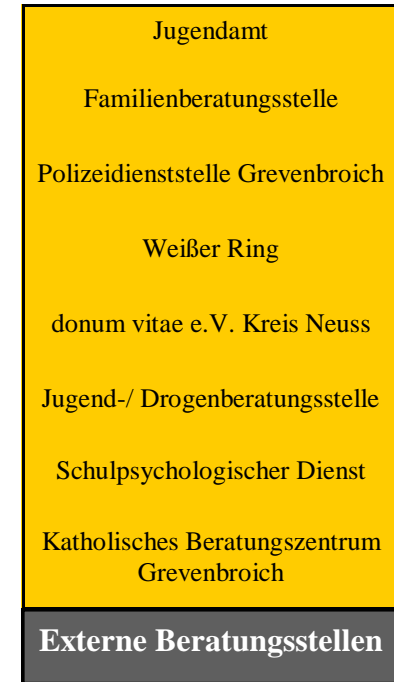 Jugendamt
Familienberatungsstelle
Polizeidienststelle Grevenbroich
Weißer Ring
donum vitae e.V. Kreis Neuss
Jugend-/ Drogenberatungsstelle
Schulpsychologischer Dienst
Katholisches Beratungszentrum
Grevenbroich
Externe Beratungsstellen